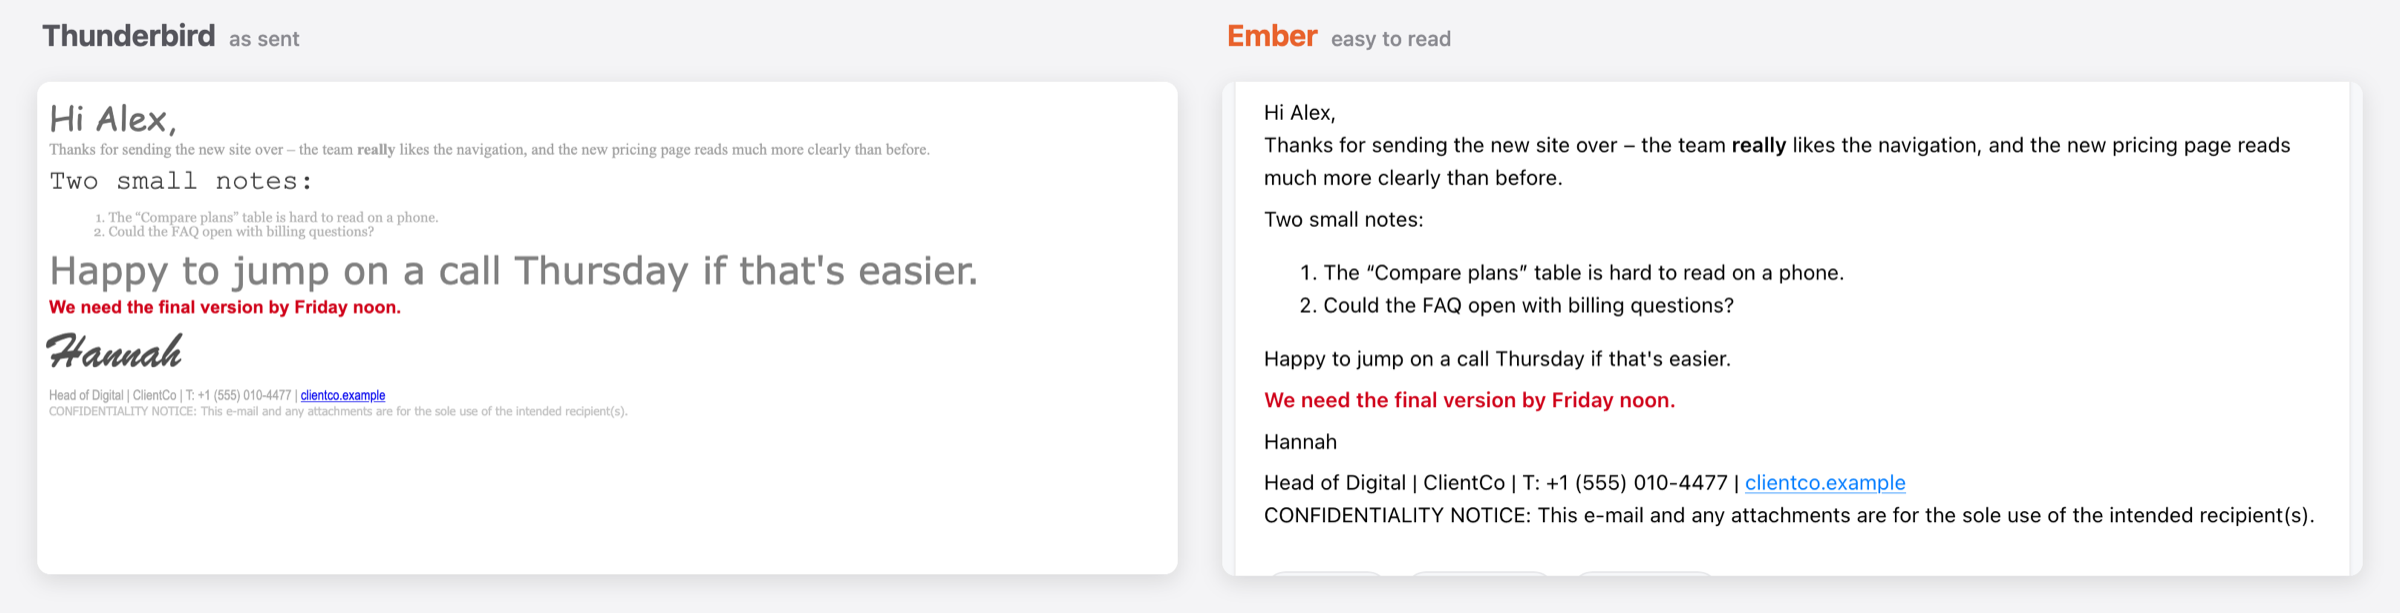 Thunderbird as sent
Hi Alex,
Thanks for sending the new site over – the team really likes the navigation, and the new pricing page reads much more clearly than before.
Two small notes:
1. The “Compare plans” table is hard to read on a phone.
2. Could the FAQ open with billing questions?
Happy to jump on a call Thursday if that's easier.
We need the final version by Friday noon.
Hannah
Head of Digital | ClientCo | T: +1 (555) 010-4477 | clientco.example
CONFIDENTIALITY NOTICE: This e-mail and any attachments are for the sole use of the intended recipient(s).
Ember easy to read
Hi Alex,
Thanks for sending the new site over – the team really likes the navigation, and the new pricing page reads
much more clearly than before.
Two small notes:
1. The “Compare plans” table is hard to read on a phone.
2. Could the FAQ open with billing questions?
Happy to jump on a call Thursday if that's easier.
We need the final version by Friday noon.
Hannah
Head of Digital | ClientCo | T: +1 (555) 010-4477 | clientco.example
CONFIDENTIALITY NOTICE: This e-mail and any attachments are for the sole use of the intended recipient(s).